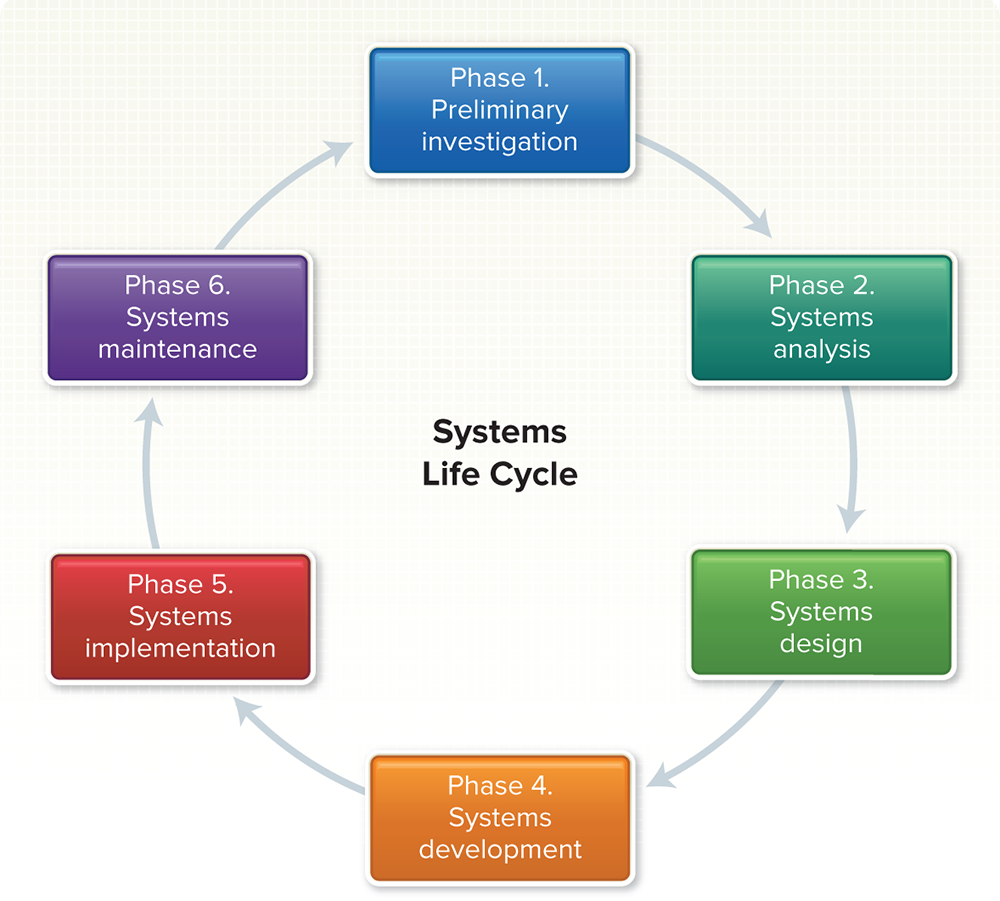 Phase 1.
Preliminary
investigation
Phase 2.
Systems
analysis
Phase 3.
Systems
design
Phase 4.
Systems
development
Phase 5.
Systems
implementation
Phase 6.
Systems
maintenance
Systems
Life Cycle